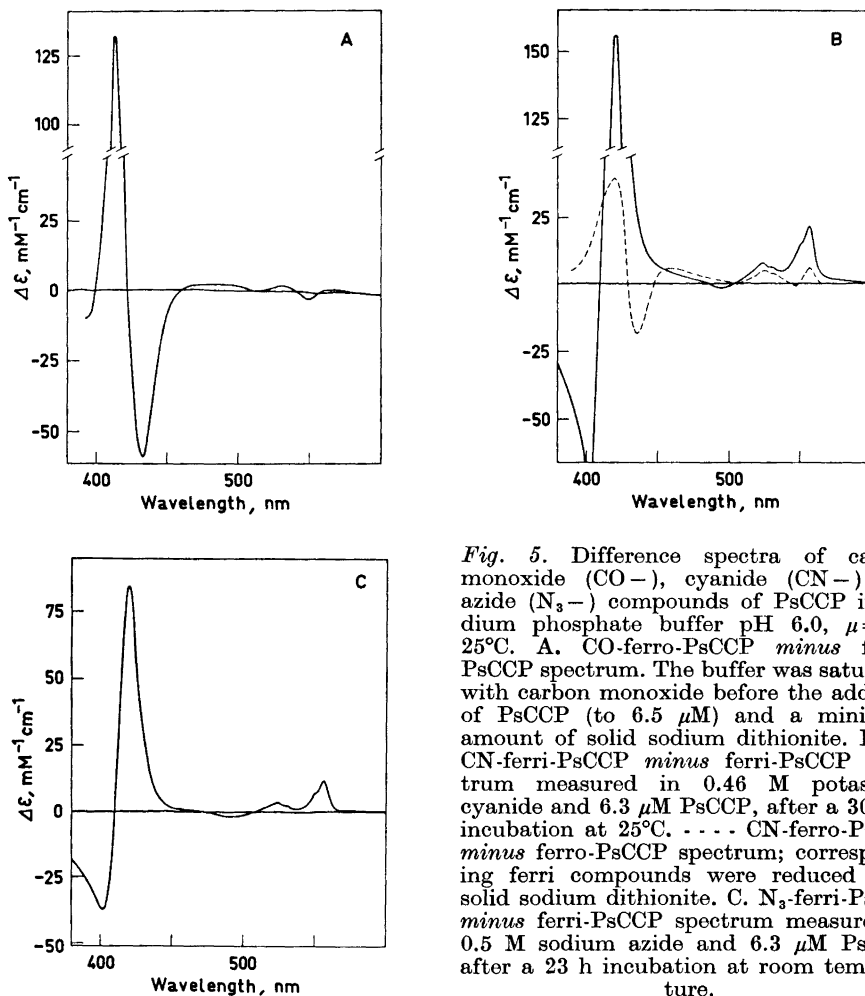 A
125
100
25
0
-25
-50
Δε, mM⁻¹cm⁻¹
400
500
Wavelength, nm
B
150
125
25
0
-25
-50
Δε, mM⁻¹cm⁻¹
400
500
Wavelength, nm
C
75
50
25
0
-25
-50
Δε, mM⁻¹cm⁻¹
400
500
Wavelength, nm
Fig. 5. Difference spectra of ca
monoxide (CO−), cyanide (CN−)
azide (N₃−) compounds of PsCCP i
dium phosphate buffer pH 6.0, μ=
25°C. A. CO-ferro-PsCCP minus f
PsCCP spectrum. The buffer was satu
with carbon monoxide before the add
of PsCCP (to 6.5 μM) and a mini
amount of solid sodium dithionite.
CN-ferri-PsCCP minus ferri-PsCCP
trum measured in 0.46 M potas
cyanide and 6.3 μM PsCCP, after a 30
incubation at 25°C. ---- CN-ferro-P
minus ferro-PsCCP spectrum; corresp
ing ferri compounds were reduced
solid sodium dithionite. C. N₃-ferri-Ps
minus ferri-PsCCP spectrum measure
0.5 M sodium azide and 6.3 μM Ps
after a 23 h incubation at room tem
ture.